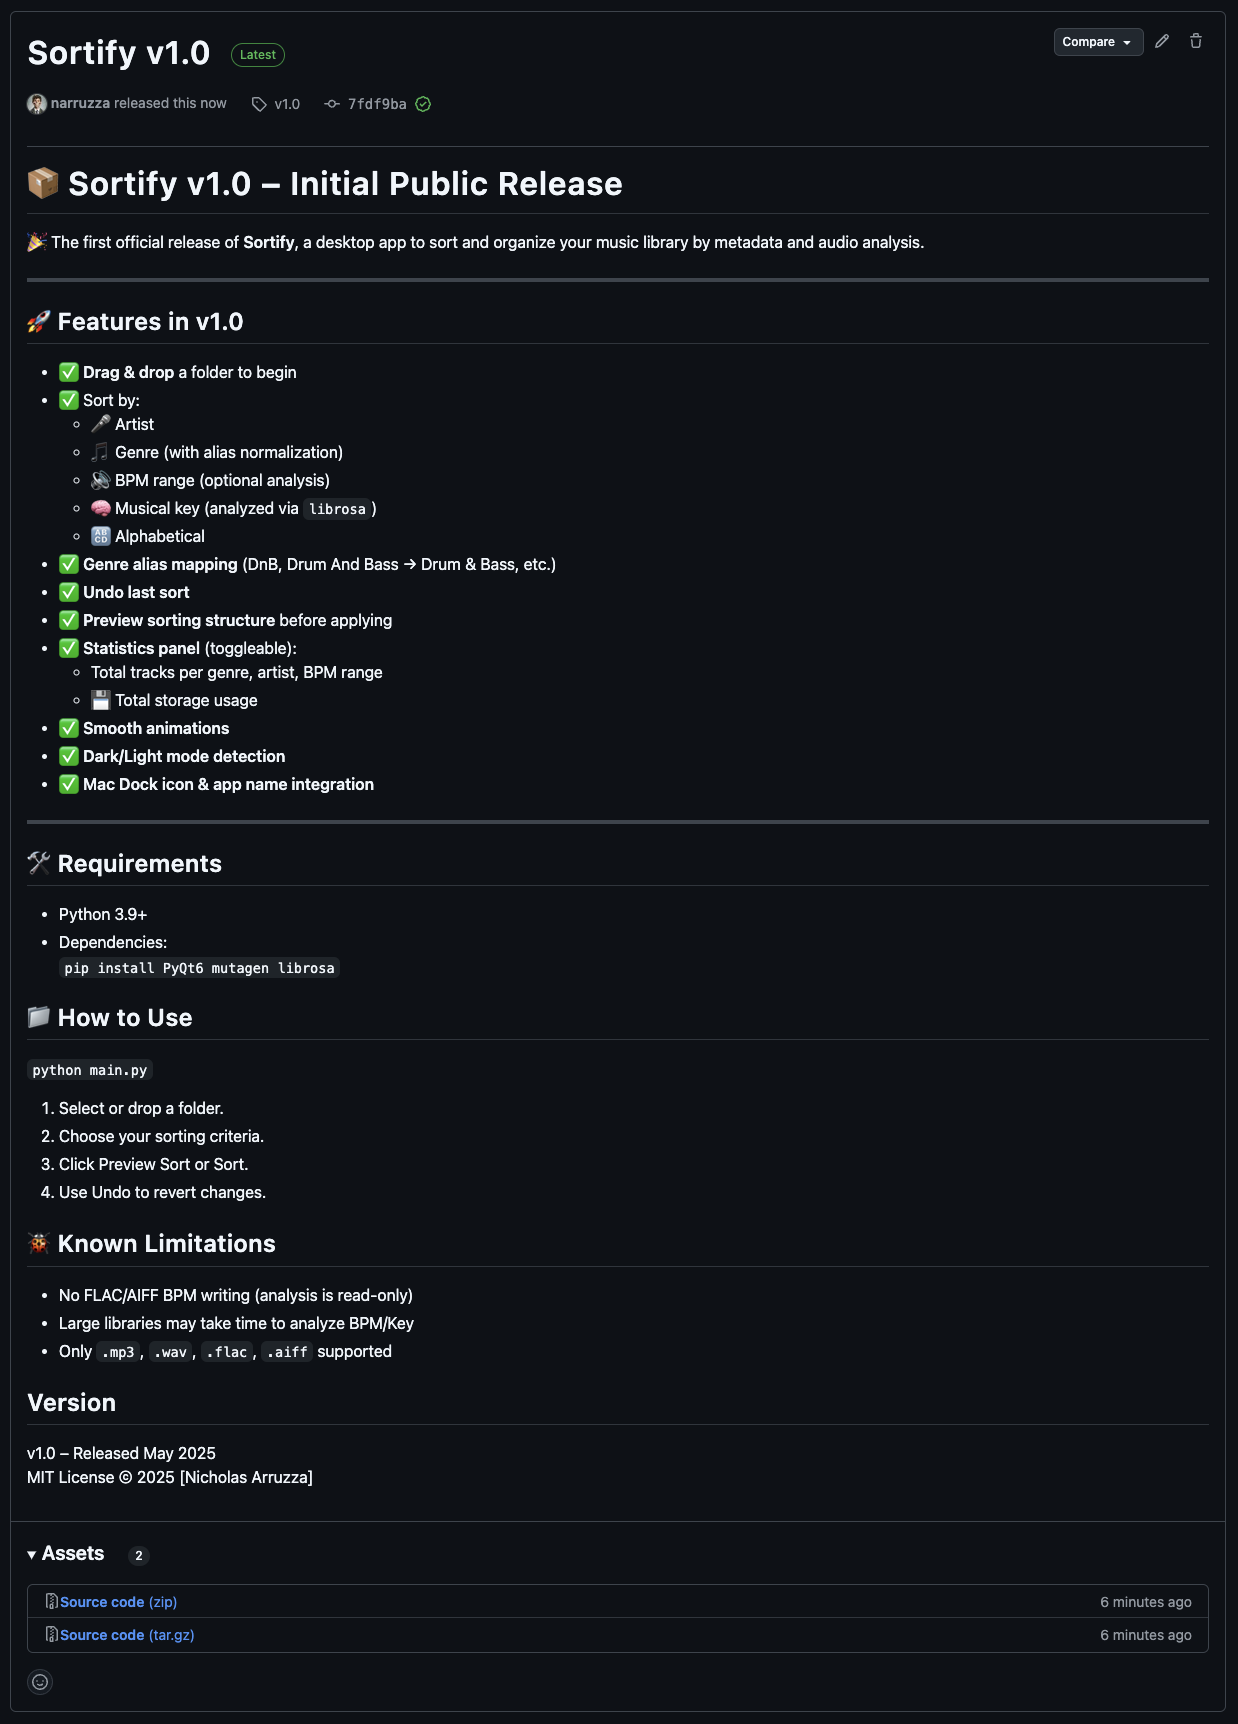 Sortify v1.0 Latest
Compare
narruzza released this now v1.0 7fdf9ba
📦 Sortify v1.0 – Initial Public Release
🎉 The first official release of Sortify, a desktop app to sort and organize your music library by metadata and audio analysis.
🚀 Features in v1.0
• ✅ Drag & drop a folder to begin
• ✅ Sort by:
◦ 🎤 Artist
◦ 🎵 Genre (with alias normalization)
◦ 🔊 BPM range (optional analysis)
◦ 🧠 Musical key (analyzed via librosa )
◦ 🔠 Alphabetical
• ✅ Genre alias mapping (DnB, Drum And Bass → Drum & Bass, etc.)
• ✅ Undo last sort
• ✅ Preview sorting structure before applying
• ✅ Statistics panel (toggleable):
◦ Total tracks per genre, artist, BPM range
◦ 💾 Total storage usage
• ✅ Smooth animations
• ✅ Dark/Light mode detection
• ✅ Mac Dock icon & app name integration
🛠️ Requirements
• Python 3.9+
• Dependencies:
pip install PyQt6 mutagen librosa
📁 How to Use
python main.py
1. Select or drop a folder.
2. Choose your sorting criteria.
3. Click Preview Sort or Sort.
4. Use Undo to revert changes.
🐞 Known Limitations
• No FLAC/AIFF BPM writing (analysis is read-only)
• Large libraries may take time to analyze BPM/Key
• Only .mp3 , .wav , .flac , .aiff supported
Version
v1.0 – Released May 2025
MIT License © 2025 [Nicholas Arruzza]
Assets 2
Source code (zip) 6 minutes ago
Source code (tar.gz) 6 minutes ago